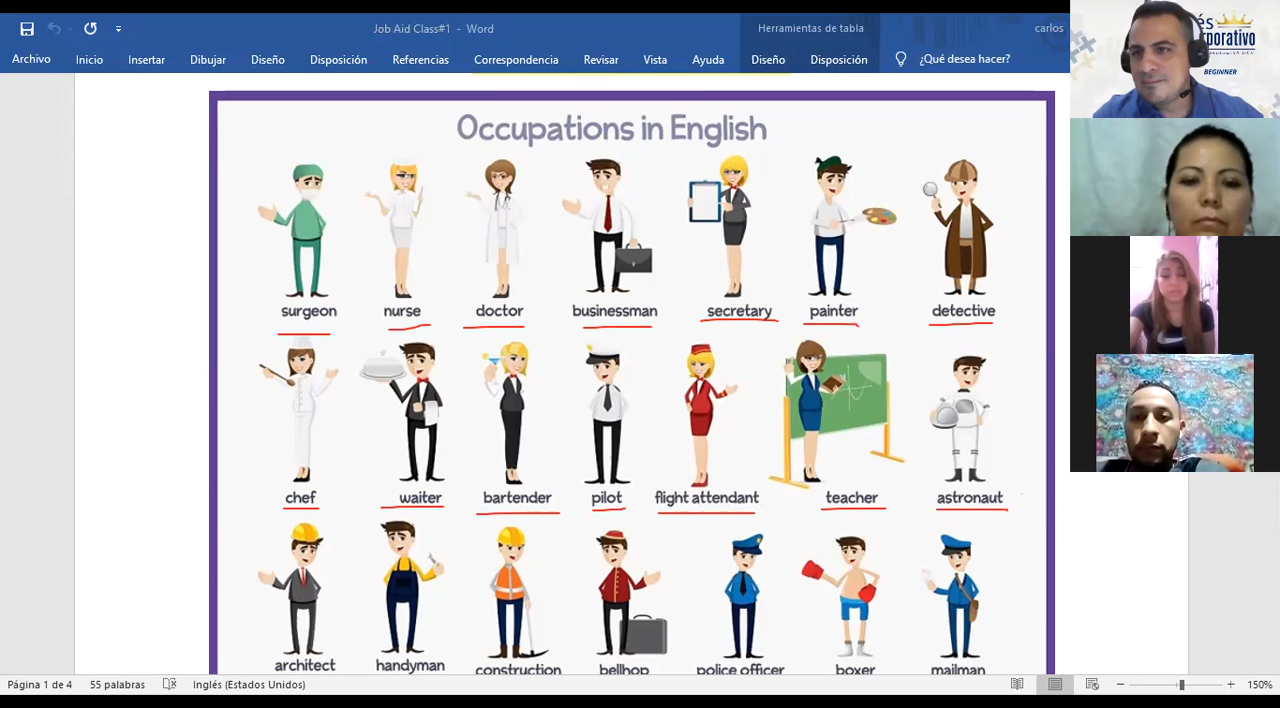 Job Aid Class#1 - Word
Herramientas de tabla
carlos
Archivo Inicio Insertar Dibujar Diseño Disposición Referencias Correspondencia Revisar Vista Ayuda Diseño Disposición ¿Qué desea hacer?
BEGINNER
Occupations in English
surgeon nurse doctor businessman secretary painter detective
chef waiter bartender pilot flight attendant teacher astronaut
architect handyman construction bellhop police officer boxer mailman
Página 1 de 4 55 palabras Inglés (Estados Unidos) 150%